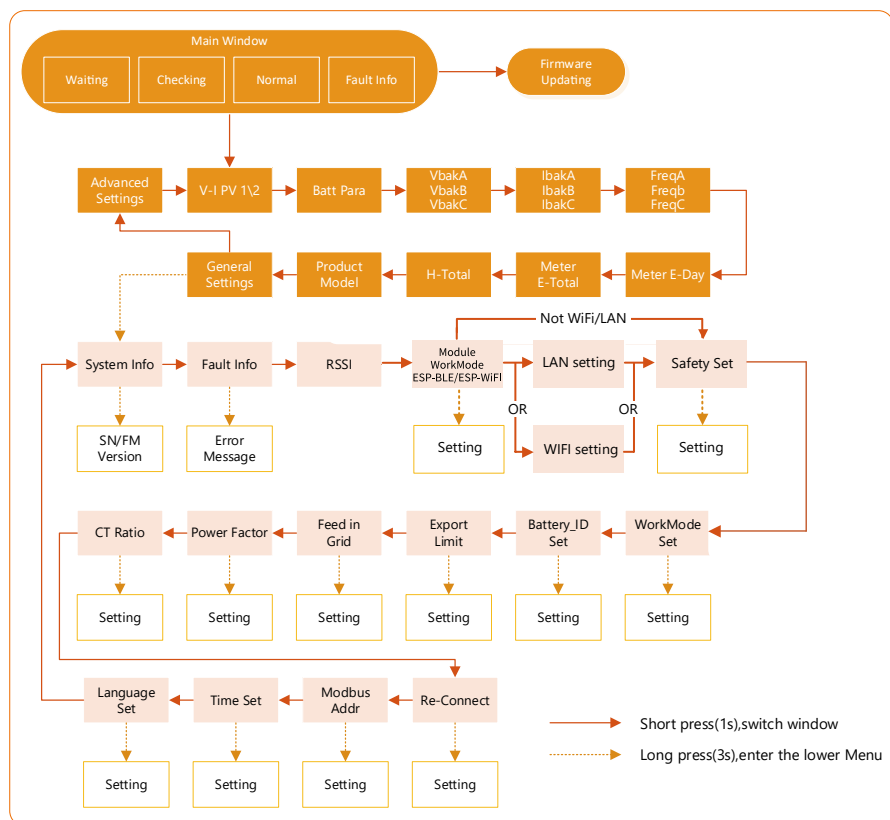 Main Window
Waiting
Checking
Normal
Fault Info
Firmware
Updating
Advanced
Settings
V-I PV 1\2
Batt Para
VbakA
VbakB
VbakC
IbakA
IbakB
IbakC
FreqA
Freqb
FreqC
General
Settings
Product
Model
H-Total
Meter
E-Total
Meter E-Day
Not WiFi/LAN
System Info
Fault Info
RSSI
Module
WorkMode
ESP-BLE/ESP-WiFI
LAN setting
Safety Set
OR
OR
SN/FM
Version
Error
Message
Setting
WIFI setting
Setting
CT Ratio
Power Factor
Feed in
Grid
Export
Limit
Battery_ID
Set
WorkMode
Set
Setting
Setting
Setting
Setting
Setting
Setting
Language
Set
Time Set
Modbus
Addr
Re-Connect
Short press(1s),switch window
Long press(3s),enter the lower Menu
Setting
Setting
Setting
Setting